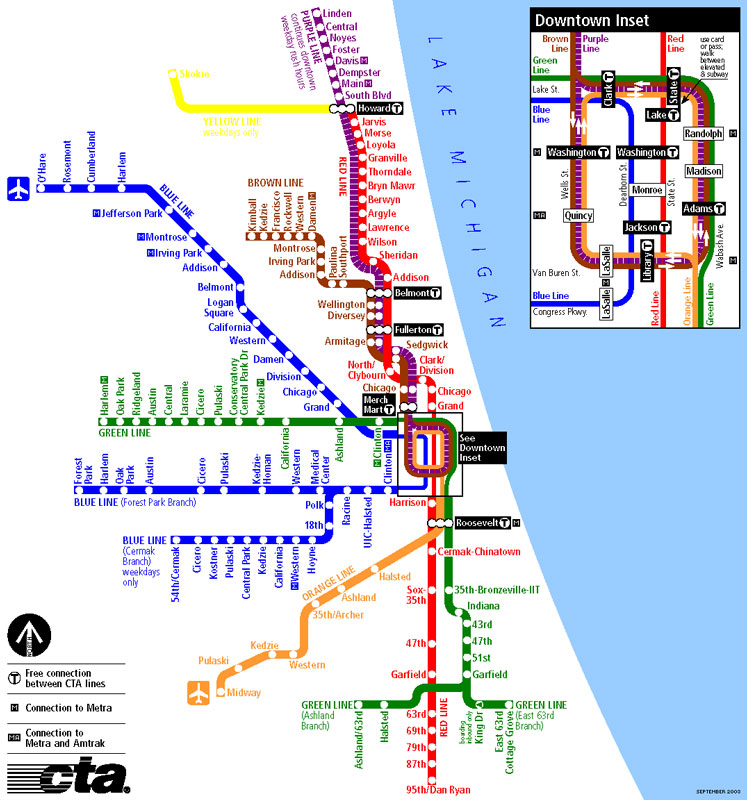 PURPLE LINE
continues downtown
weekday rush hours
Linden
Central
Noyes
Foster
Davis M
Dempster
Main M
South Blvd
Howard T
Skokie
YELLOW LINE
weekdays only
LAKE MICHIGAN
RED LINE
Jarvis
Morse
Loyola
Granville
Thorndale
Bryn Mawr
Berwyn
Argyle
Lawrence
Wilson
Sheridan
Addison
Belmont T
Fullerton T
North/
Clybourn
Clark/
Division
Chicago
Grand
BROWN LINE
Kimball
Kedzie
Francisco
Rockwell
Western
Damen M
Montrose
Irving Park
Addison
Paulina
Southport
Wellington
Diversey
Armitage
Sedgwick
Chicago
Merch
Mart T
O'Hare
Rosemont
Cumberland
Harlem
BLUE LINE
M Jefferson Park
M Montrose
M Irving Park
Addison
Belmont
Logan
Square
California
Western
Damen
Division
Chicago
Grand
Harlem M
Oak Park
Ridgeland
Austin
Central
Laramie
Cicero
Pulaski
Conservatory
Central Park Dr
Kedzie M
GREEN LINE
California
Ashland
M Clinton
Clinton MA
See
Downtown
Inset
Forest
Park
Harlem
Oak
Park
Austin
Cicero
Pulaski
Kedzie-
Homan
Western
Medical
Center
BLUE LINE (Forest Park Branch)
Racine
UIC-Halsted
Polk
18th
BLUE LINE
(Cermak
Branch)
weekdays
only
54th/Cermak
Cicero
Kostner
Pulaski
Central Park
Kedzie
California
M Western
Hoyne
Harrison
Roosevelt T M
Cermak-Chinatown
ORANGE LINE
Halsted
Ashland
35th/Archer
Kedzie
Western
Pulaski
Midway
Sox-
35th
35th-Bronzeville-IIT
Indiana
43rd
47th
51st
Garfield
47th
Garfield
63rd
69th
79th
87th
95th/Dan Ryan
RED LINE
GREEN LINE
(Ashland
Branch)
Ashland/63rd
Halsted
boarding
inbound only
King Dr
East 63rd
Cottage Grove
GREEN LINE
(East 63rd
Branch)
Downtown Inset
Brown
Line
Purple
Line
Red
Line
use card
or pass;
walk
between
elevated
& subway
Green
Line
Lake St.
Blue
Line
Clark T
State T
Lake T
Randolph M
M Washington T
Washington T
Madison
Wells St.
Dearborn St.
Monroe
State St.
MA
Quincy
Adams T
Jackson T
Wabash Ave.
LaSalle
Library T
M
M
Van Buren St.
Blue Line
Congress Pkwy.
LaSalle
Red Line
Orange Line
Green Line
NORTH
T Free connection
between CTA lines
M Connection to Metra
MA Connection to
Metra and Amtrak
cta
SEPTEMBER 2003